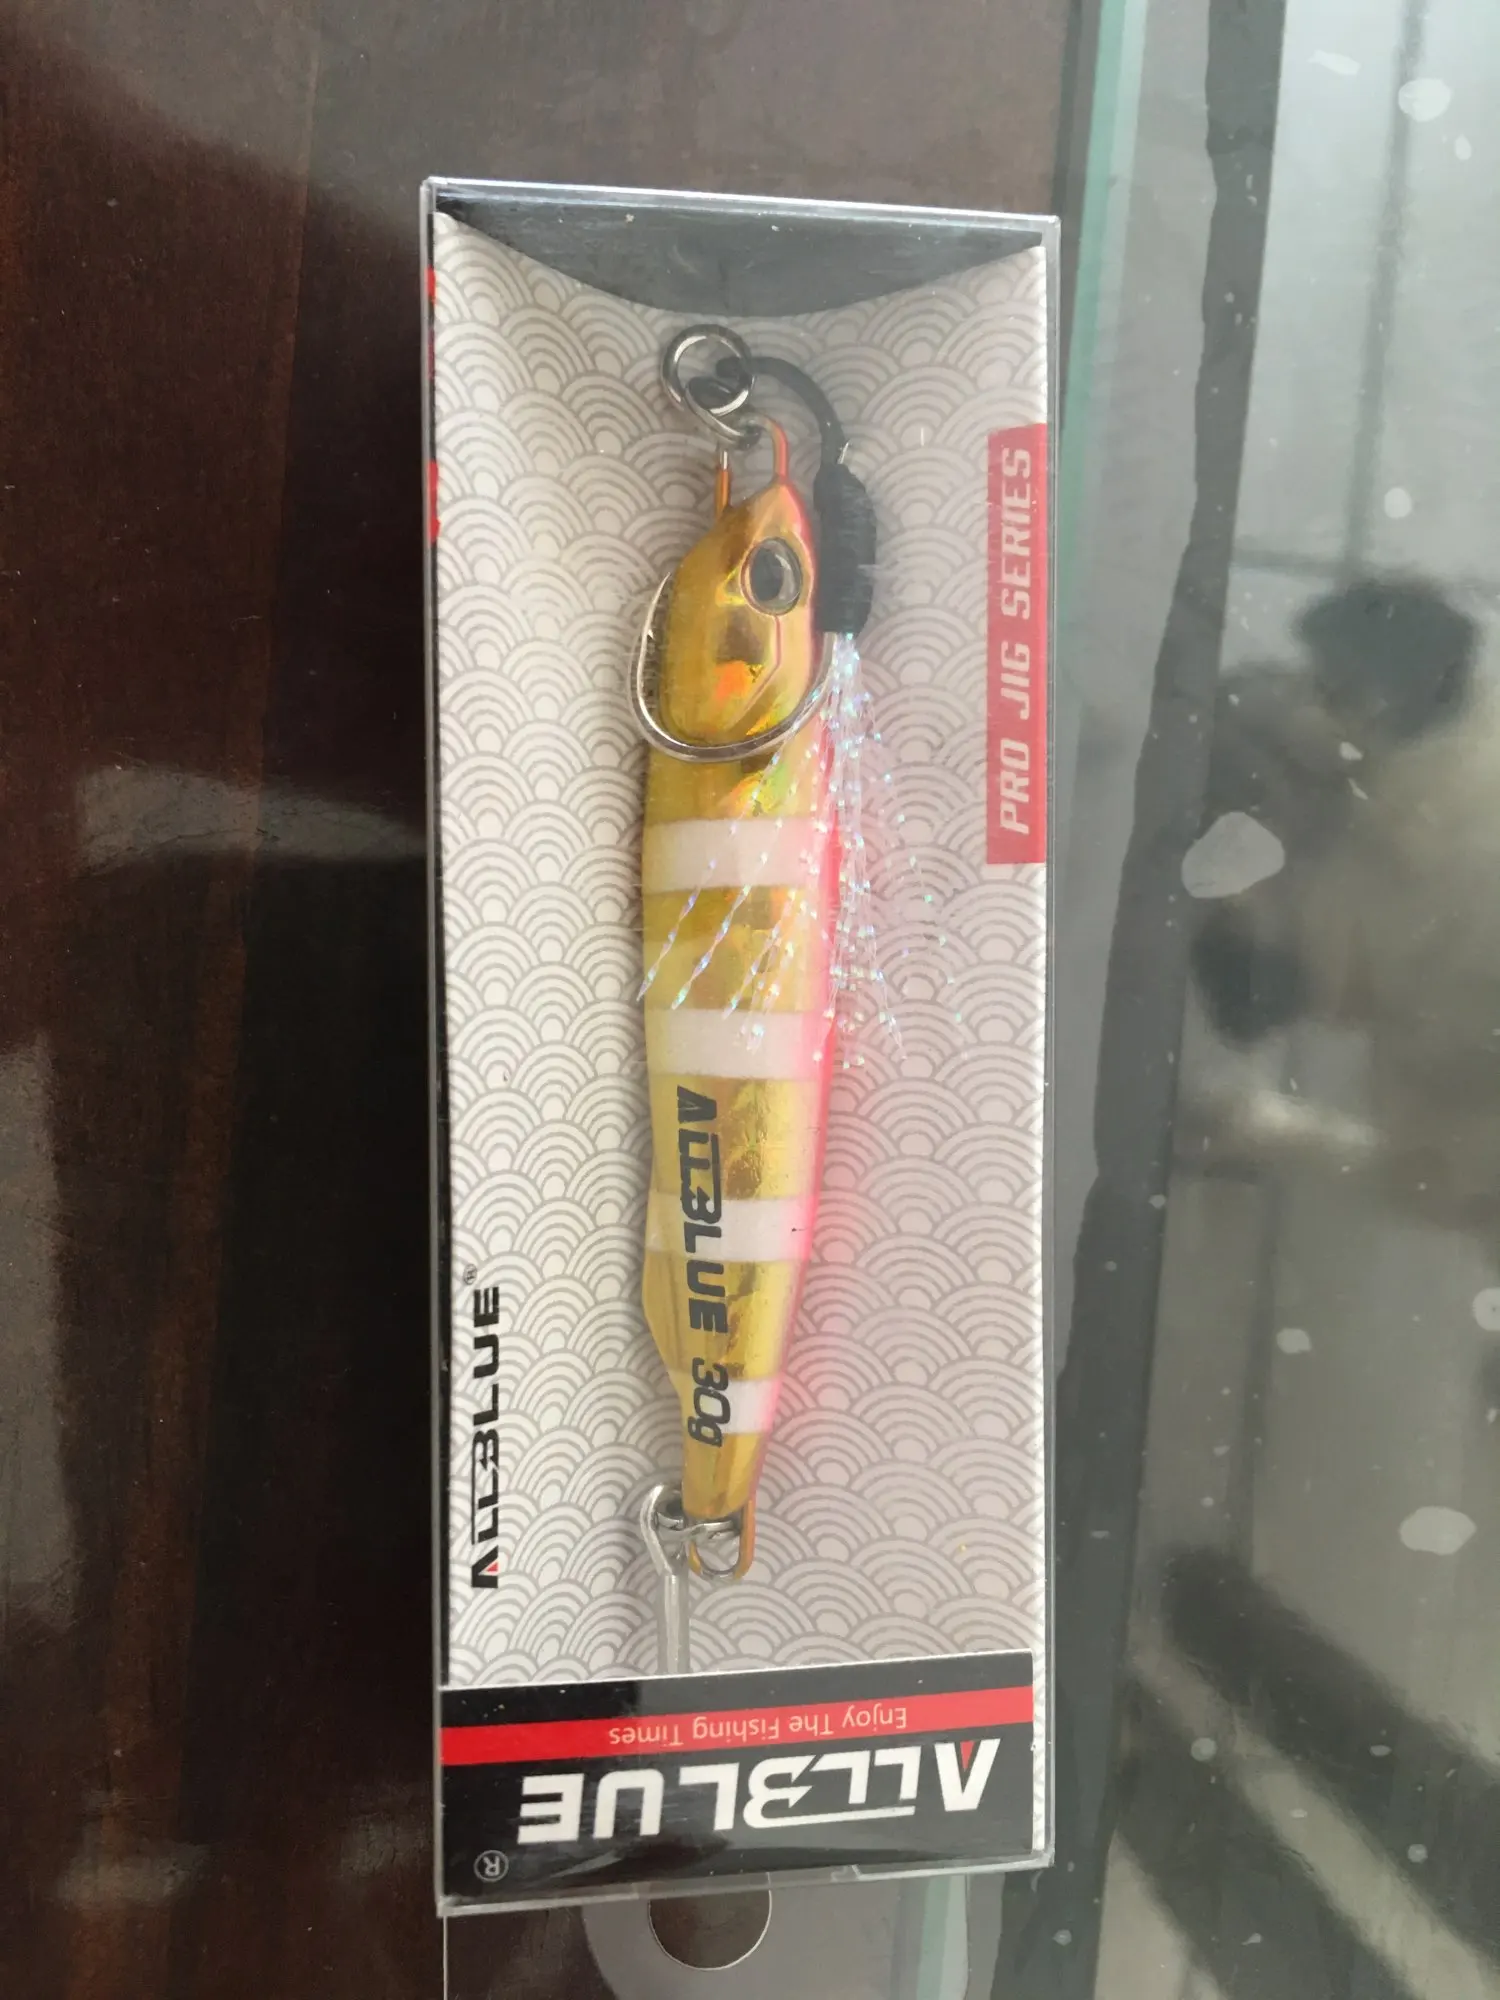 PRO JIG SERIES
ALLBLUE 30g
ALLBLUE®
Enjoy The Fishing Times
ALLBLUE
®